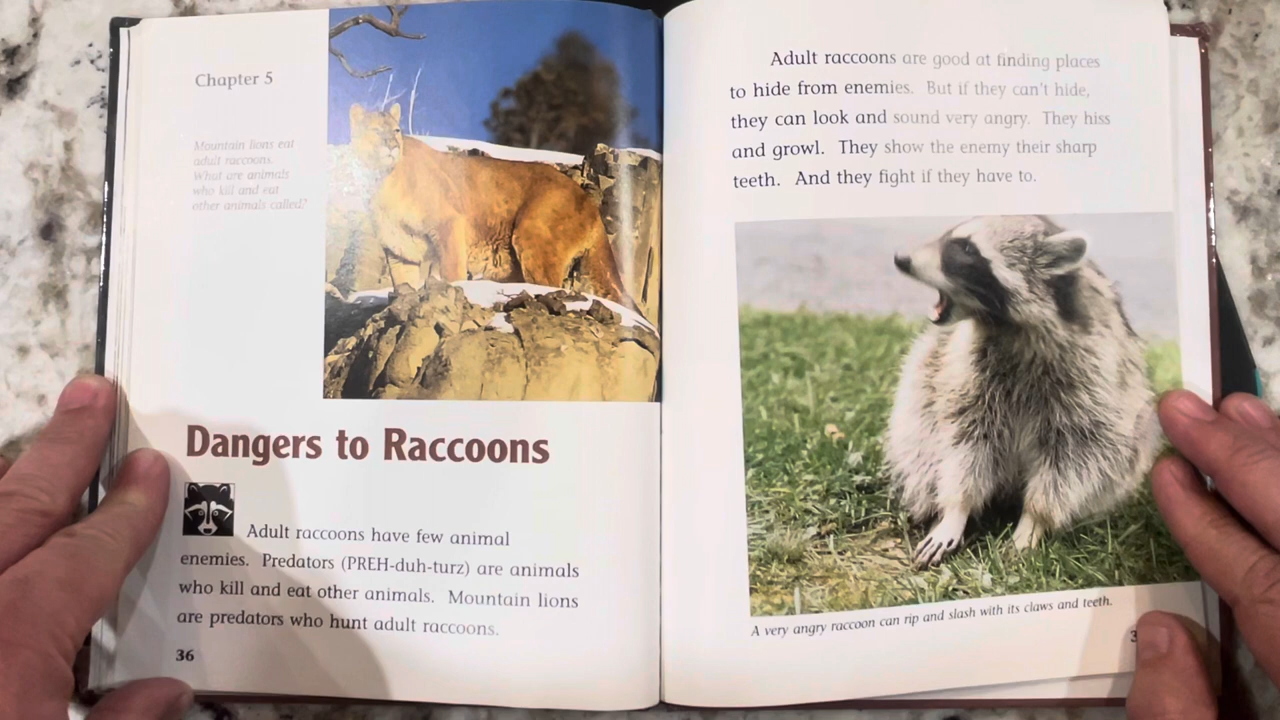 Chapter 5
Mountain lions eat
adult raccoons.
What are animals
who kill and eat
other animals called?
Dangers to Raccoons
Adult raccoons have few animal
enemies. Predators (PREH-duh-turz) are animals
who kill and eat other animals. Mountain lions
are predators who hunt adult raccoons.
36
Adult raccoons are good at finding places
to hide from enemies. But if they can't hide,
they can look and sound very angry. They hiss
and growl. They show the enemy their sharp
teeth. And they fight if they have to.
A very angry raccoon can rip and slash with its claws and teeth.